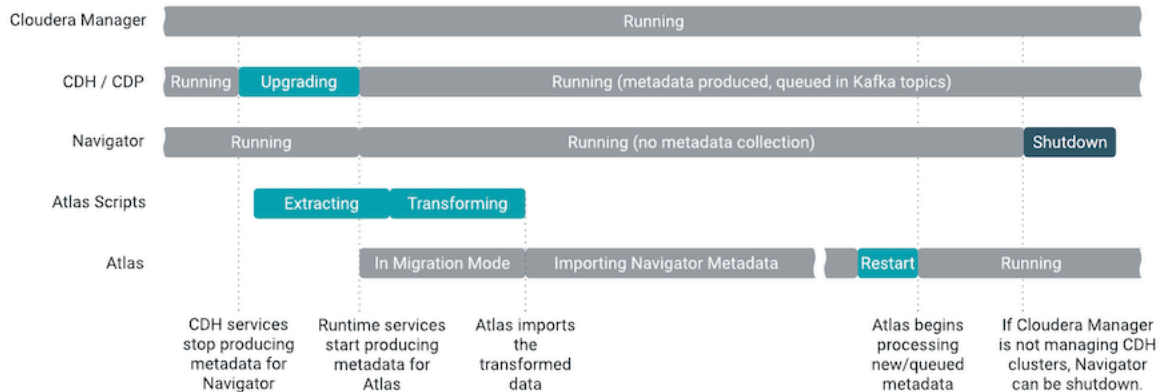 Cloudera Manager
Running
CDH / CDP
Running
Upgrading
Running (metadata produced, queued in Kafka topics)
Navigator
Running
Running (no metadata collection)
Shutdown
Atlas Scripts
Extracting
Transforming
Atlas
In Migration Mode
Importing Navigator Metadata
Restart
Running
CDH services
stop producing
metadata for
Navigator
Runtime services
start producing
metadata for
Atlas
Atlas imports
the
transformed
data
Atlas begins
processing
new/queued
metadata
If Cloudera Manager
is not managing CDH
clusters, Navigator
can be shutdown.